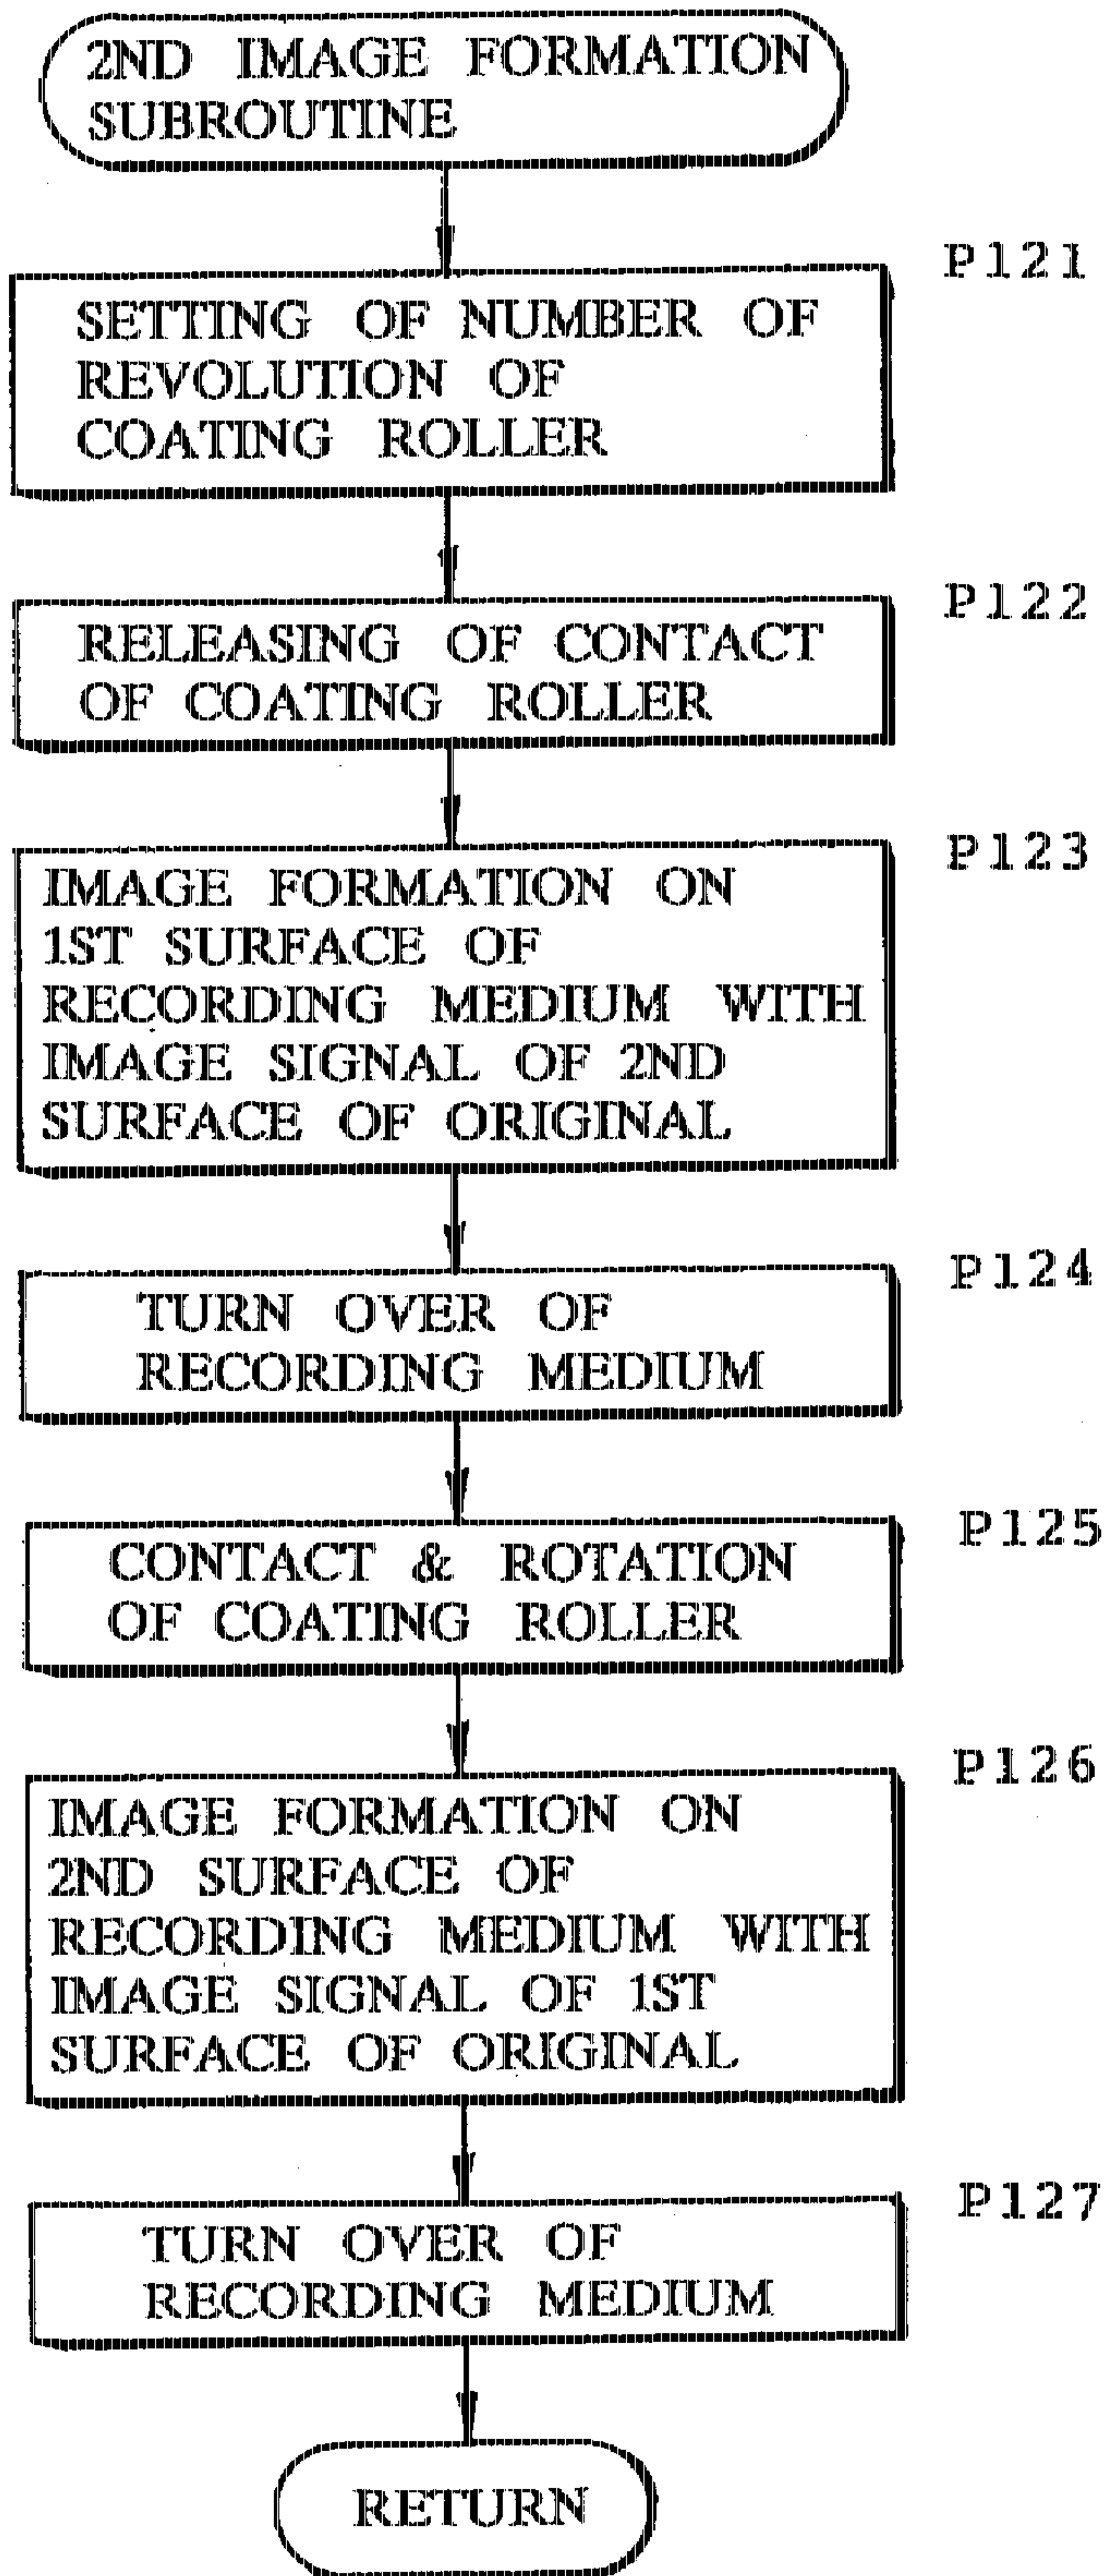 2ND IMAGE FORMATION
SUBROUTINE
P121
SETTING OF NUMBER OF
REVOLUTION OF
COATING ROLLER
P122
RELEASING OF CONTACT
OF COATING ROLLER
P123
IMAGE FORMATION ON
1ST SURFACE OF
RECORDING MEDIUM WITH
IMAGE SIGNAL OF 2ND
SURFACE OF ORIGINAL
P124
TURN OVER OF
RECORDING MEDIUM
P125
CONTACT & ROTATION
OF COATING ROLLER
P126
IMAGE FORMATION ON
2ND SURFACE OF
RECORDING MEDIUM WITH
IMAGE SIGNAL OF 1ST
SURFACE OF ORIGINAL
P127
TURN OVER OF
RECORDING MEDIUM
RETURN